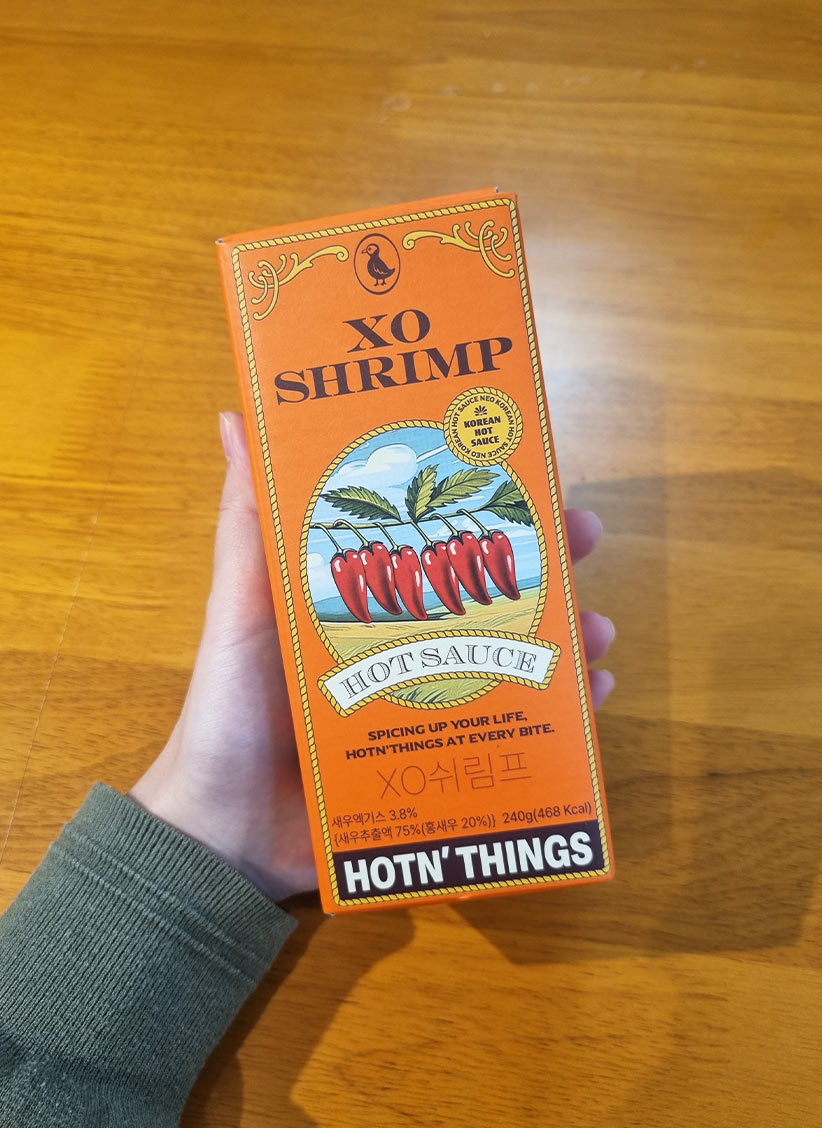 XO
SHRIMP
KOREAN HOT SAUCE NEO KOREAN HOT SAUCE NEO
KOREAN
HOT
SAUCE
HOT SAUCE
SPICING UP YOUR LIFE,
HOTN'THINGS AT EVERY BITE.
XO쉬림프
새우엑기스 3.8%
{새우추출액 75%(홍새우 20%)} 240g(468 Kcal)
HOTN' THINGS